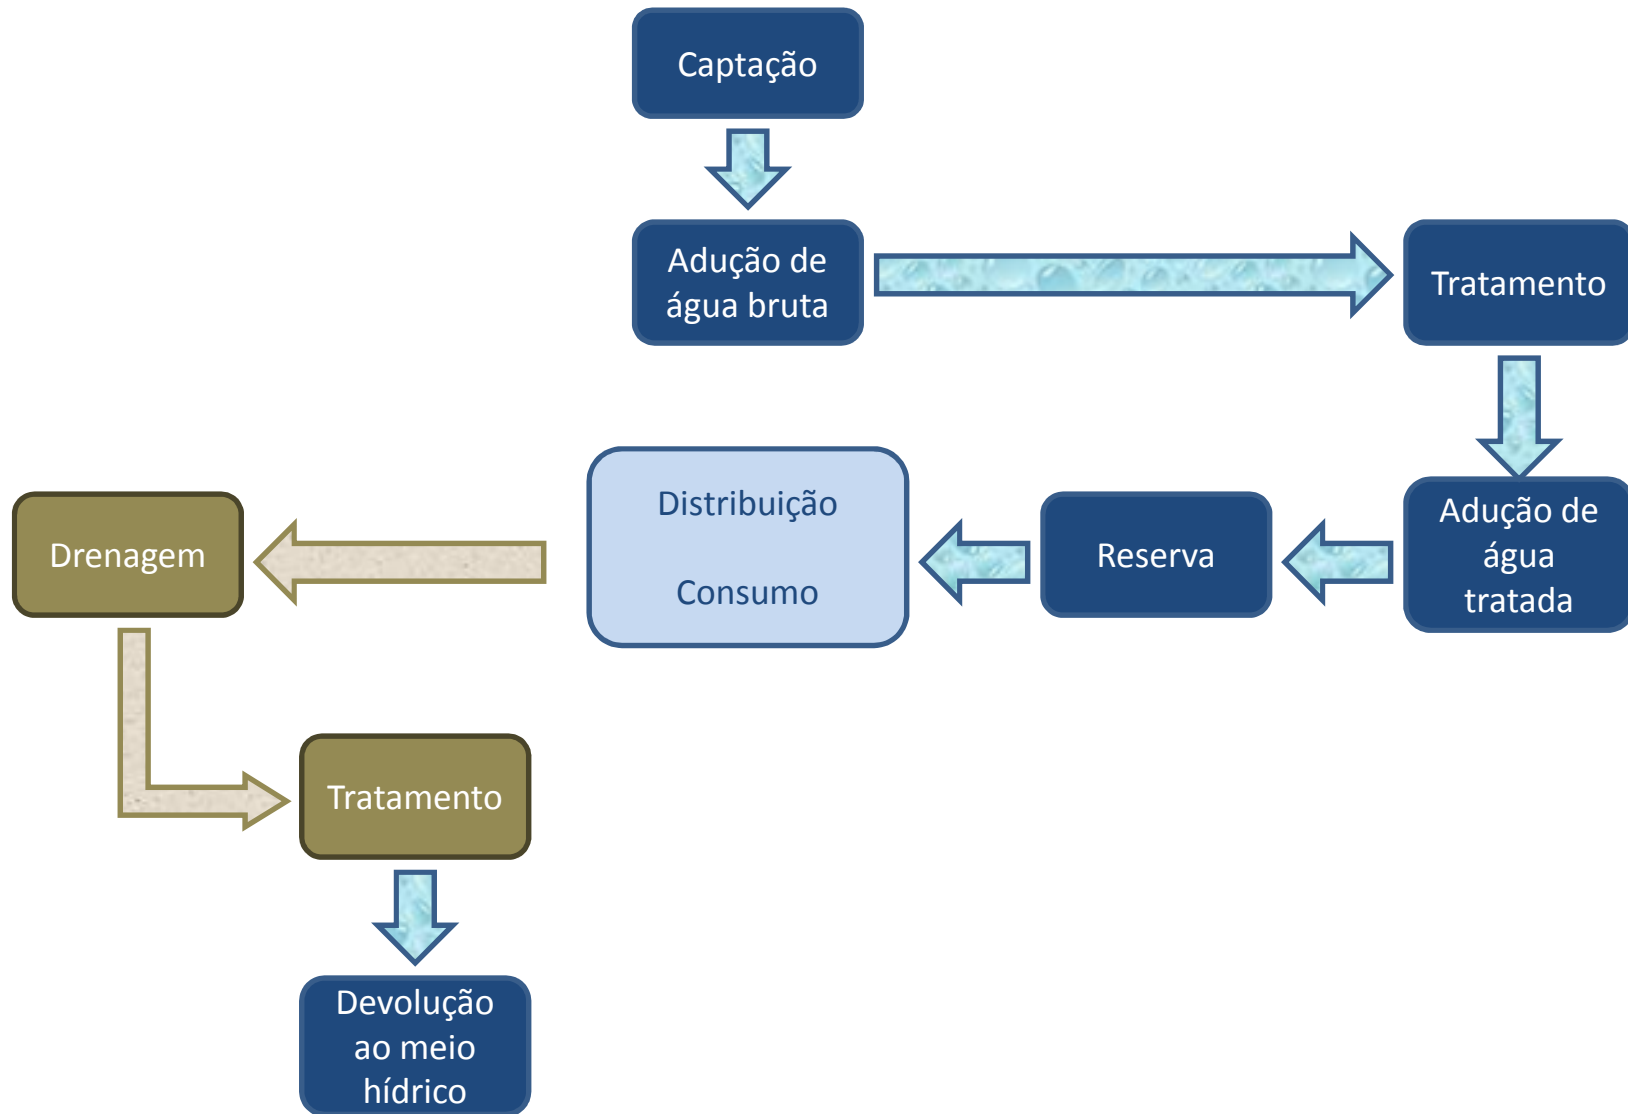 Captação
Adução de
água bruta
Tratamento
Adução de
água
tratada
Reserva
Distribuição
Consumo
Drenagem
Tratamento
Devolução
ao meio
hídrico